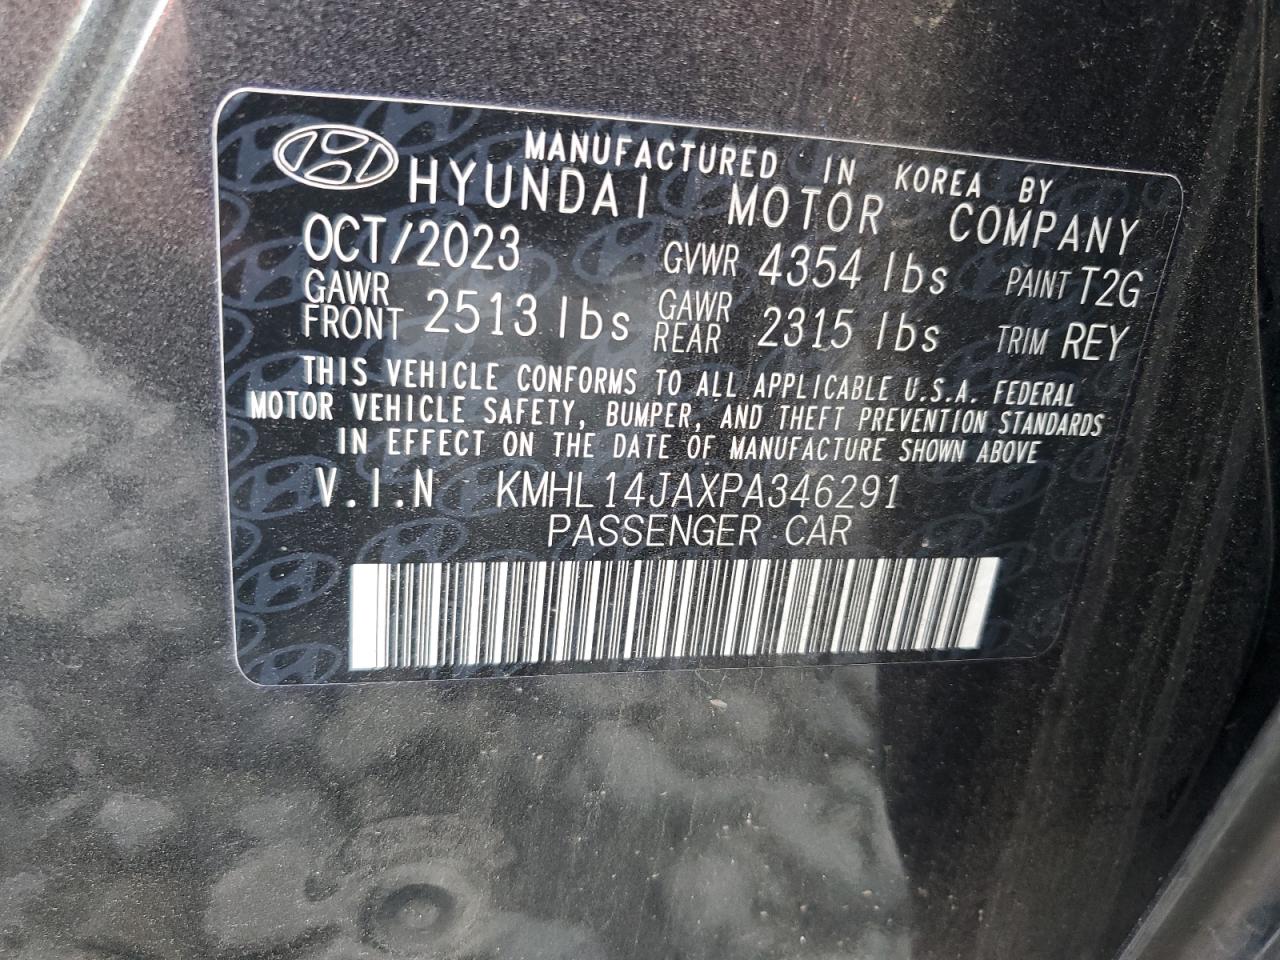 MANUFACTURED IN KOREA BY
HYUNDAI MOTOR COMPANY
OCT/2023 GVWR 4354 lbs PAINT T2G
GAWR FRONT 2513 lbs GAWR REAR 2315 lbs TRIM REY
THIS VEHICLE CONFORMS TO ALL APPLICABLE U.S.A. FEDERAL
MOTOR VEHICLE SAFETY, BUMPER, AND THEFT PREVENTION STANDARDS
IN EFFECT ON THE DATE OF MANUFACTURE SHOWN ABOVE
V.I.N KMHL14JAXPA346291
PASSENGER CAR